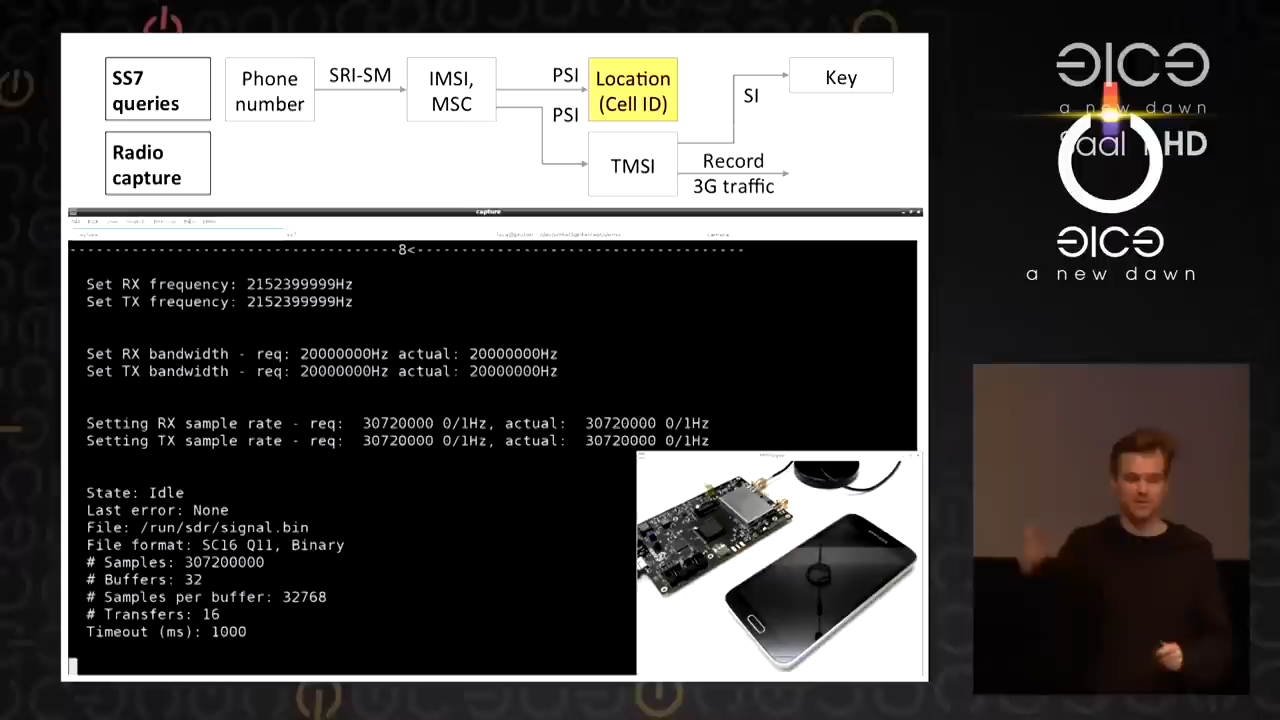 SS7
queries
Phone
number
SRI-SM
IMSI,
MSC
PSI
PSI
Location
(Cell ID)
SI
Key
Radio
capture
TMSI
Record
3G traffic
capture
--8<--
Set RX frequency: 2152399999Hz
Set TX frequency: 2152399999Hz
Set RX bandwidth - req: 20000000Hz actual: 20000000Hz
Set TX bandwidth - req: 20000000Hz actual: 20000000Hz
Setting RX sample rate - req:  30720000 0/1Hz, actual:  30720000 0/1Hz
Setting TX sample rate - req:  30720000 0/1Hz, actual:  30720000 0/1Hz
State: Idle
Last error: None
File: /run/sdr/signal.bin
File format: SC16 Q11, Binary
# Samples: 307200000
# Buffers: 32
# Samples per buffer: 32768
# Transfers: 16
Timeout (ms): 1000
a new dawn
Saal HD
a new dawn